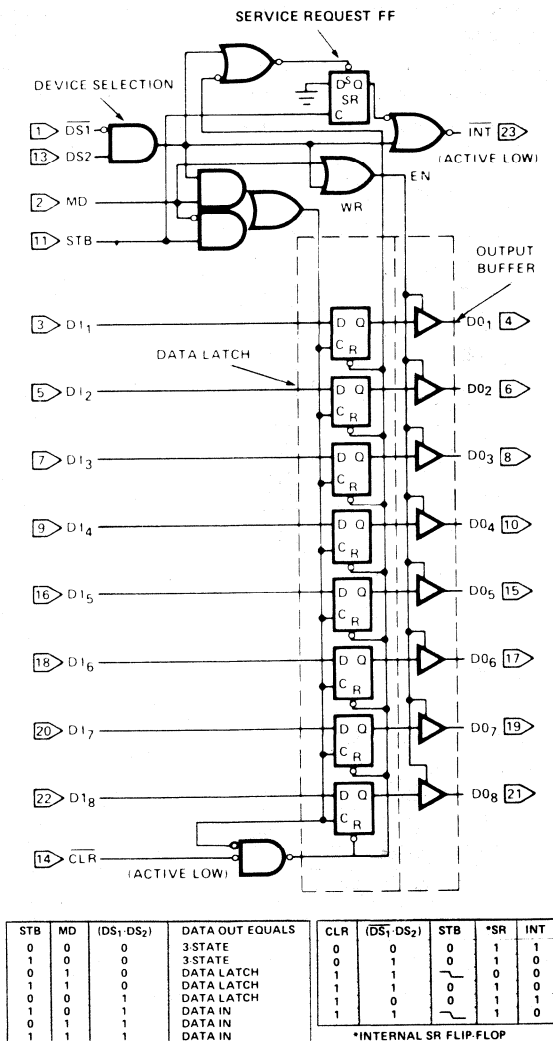 SERVICE REQUEST FF
DEVICE SELECTION
D S Q
SR
C
1 DS1
13 DS2
INT 23
(ACTIVE LOW)
2 MD
EN
WR
11 STB
OUTPUT
BUFFER
3 DI1 D Q C R DO1 4
DATA LATCH
5 DI2 D Q C R DO2 6
7 DI3 D Q C R DO3 8
9 DI4 D Q C R DO4 10
16 DI5 D Q C R DO5 15
18 DI6 D Q C R DO6 17
20 DI7 D Q C R DO7 19
22 DI8 D Q C R DO8 21
14 CLR
(ACTIVE LOW)
STB MD (DS1·DS2) DATA OUT EQUALS
0 0 0 3-STATE
1 0 0 3-STATE
0 1 0 DATA LATCH
1 1 0 DATA LATCH
0 0 1 DATA LATCH
1 0 1 DATA IN
0 1 1 DATA IN
1 1 1 DATA IN
CLR (DS1·DS2) STB *SR INT
0 0 0 1 1
0 1 0 1 0
1 1 0 0
1 1 0 1 0
1 0 0 1 1
1 1 1 0
*INTERNAL SR FLIP-FLOP